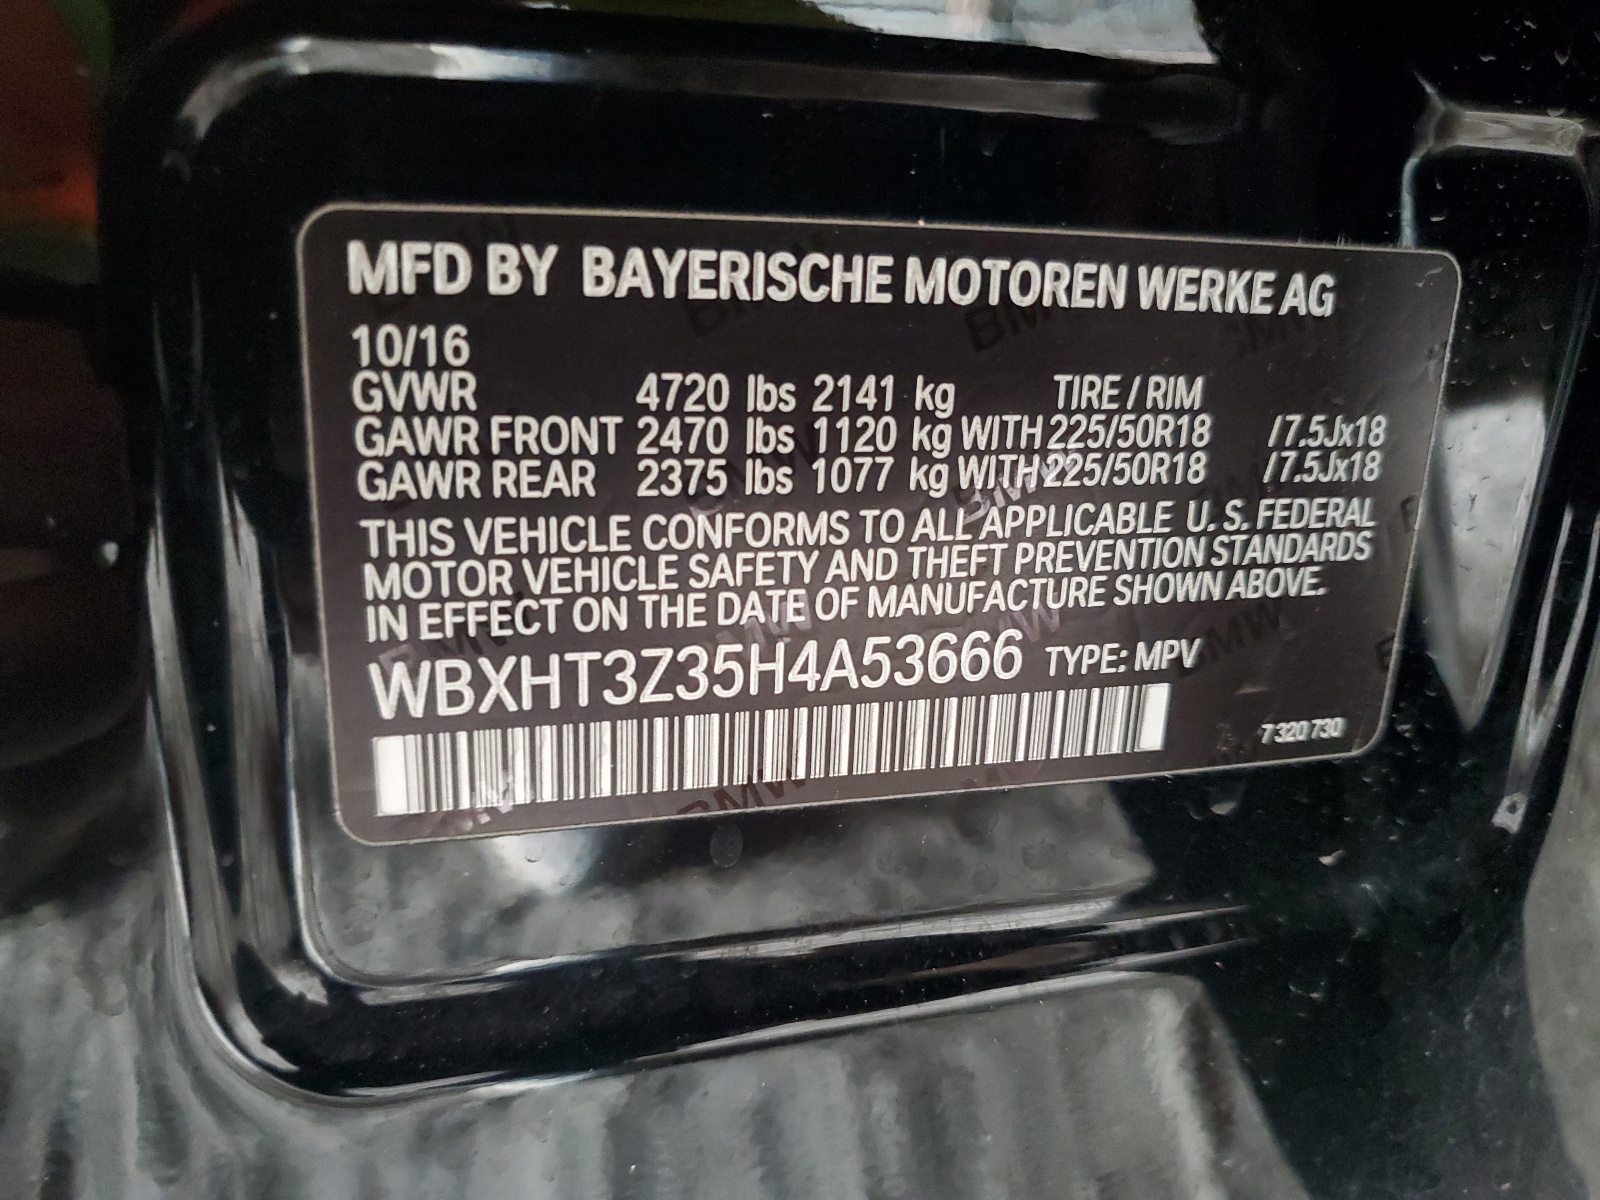 MFD BY BAYERISCHE MOTOREN WERKE AG
10/16
GVWR 4720 lbs 2141 kg TIRE / RIM
GAWR FRONT 2470 lbs 1120 kg WITH 225/50R18 /7.5Jx18
GAWR REAR 2375 lbs 1077 kg WITH 225/50R18 /7.5Jx18
THIS VEHICLE CONFORMS TO ALL APPLICABLE U.S. FEDERAL
MOTOR VEHICLE SAFETY AND THEFT PREVENTION STANDARDS
IN EFFECT ON THE DATE OF MANUFACTURE SHOWN ABOVE.
WBXHT3Z35H4A53666 TYPE: MPV
7 320 730